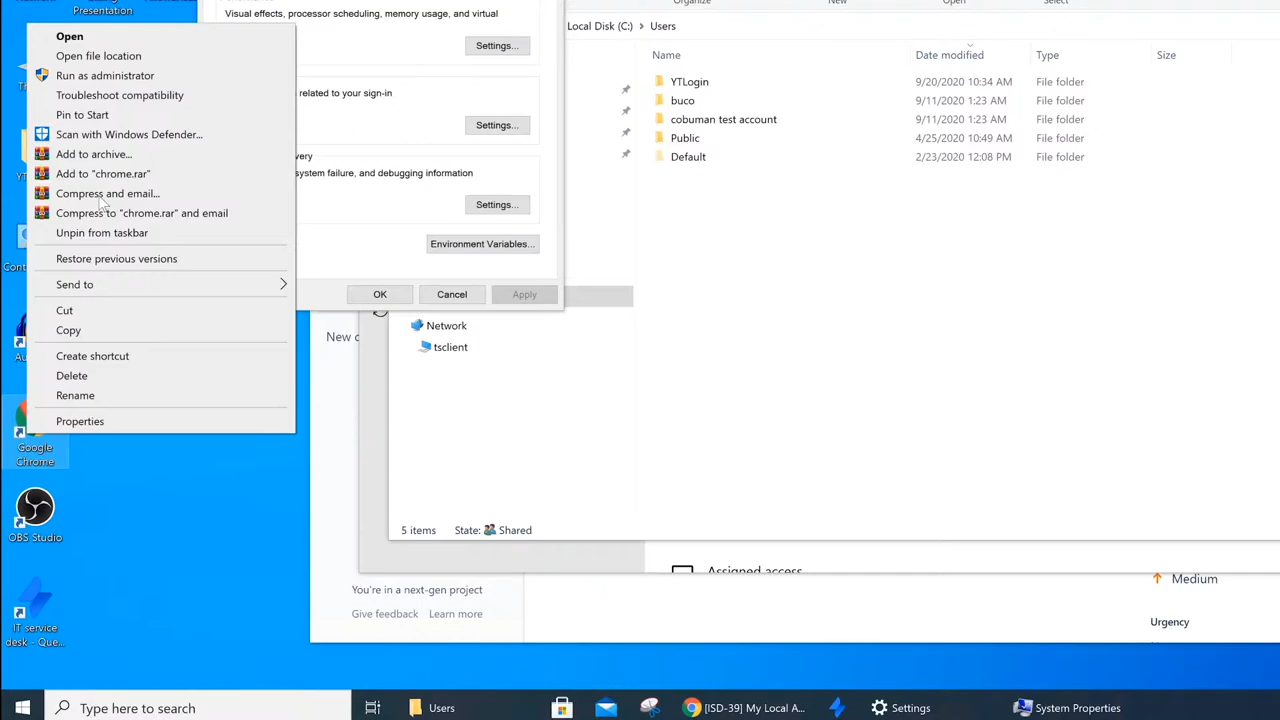 Presentation
Open
Open file location
Run as administrator
Troubleshoot compatibility
Pin to Start
Scan with Windows Defender...
Add to archive...
Add to "chrome.rar"
Compress and email...
Compress to "chrome.rar" and email
Unpin from taskbar
Restore previous versions
Send to
Cut
Copy
Create shortcut
Delete
Rename
Properties
Google
Chrome
OBS Studio
IT service
desk - Que...
Visual effects, processor scheduling, memory usage, and virtual
Settings...
related to your sign-in
Settings...
very
system failure, and debugging information
Settings...
Environment Variables...
OK
Cancel
Apply
New
Organize
New
Open
Select
Local Disk (C:) > Users
Name
Date modified
Type
Size
YTLogin 9/20/2020 10:34 AM File folder
buco 9/11/2020 1:23 AM File folder
cobuman test account 9/11/2020 1:23 AM File folder
Public 4/25/2020 10:49 AM File folder
Default 2/23/2020 12:08 PM File folder
Network
tsclient
5 items State: Shared
Assigned access
You're in a next-gen project
Give feedback Learn more
Medium
Urgency
Type here to search
Users
[ISD-39] My Local A...
Settings
System Properties